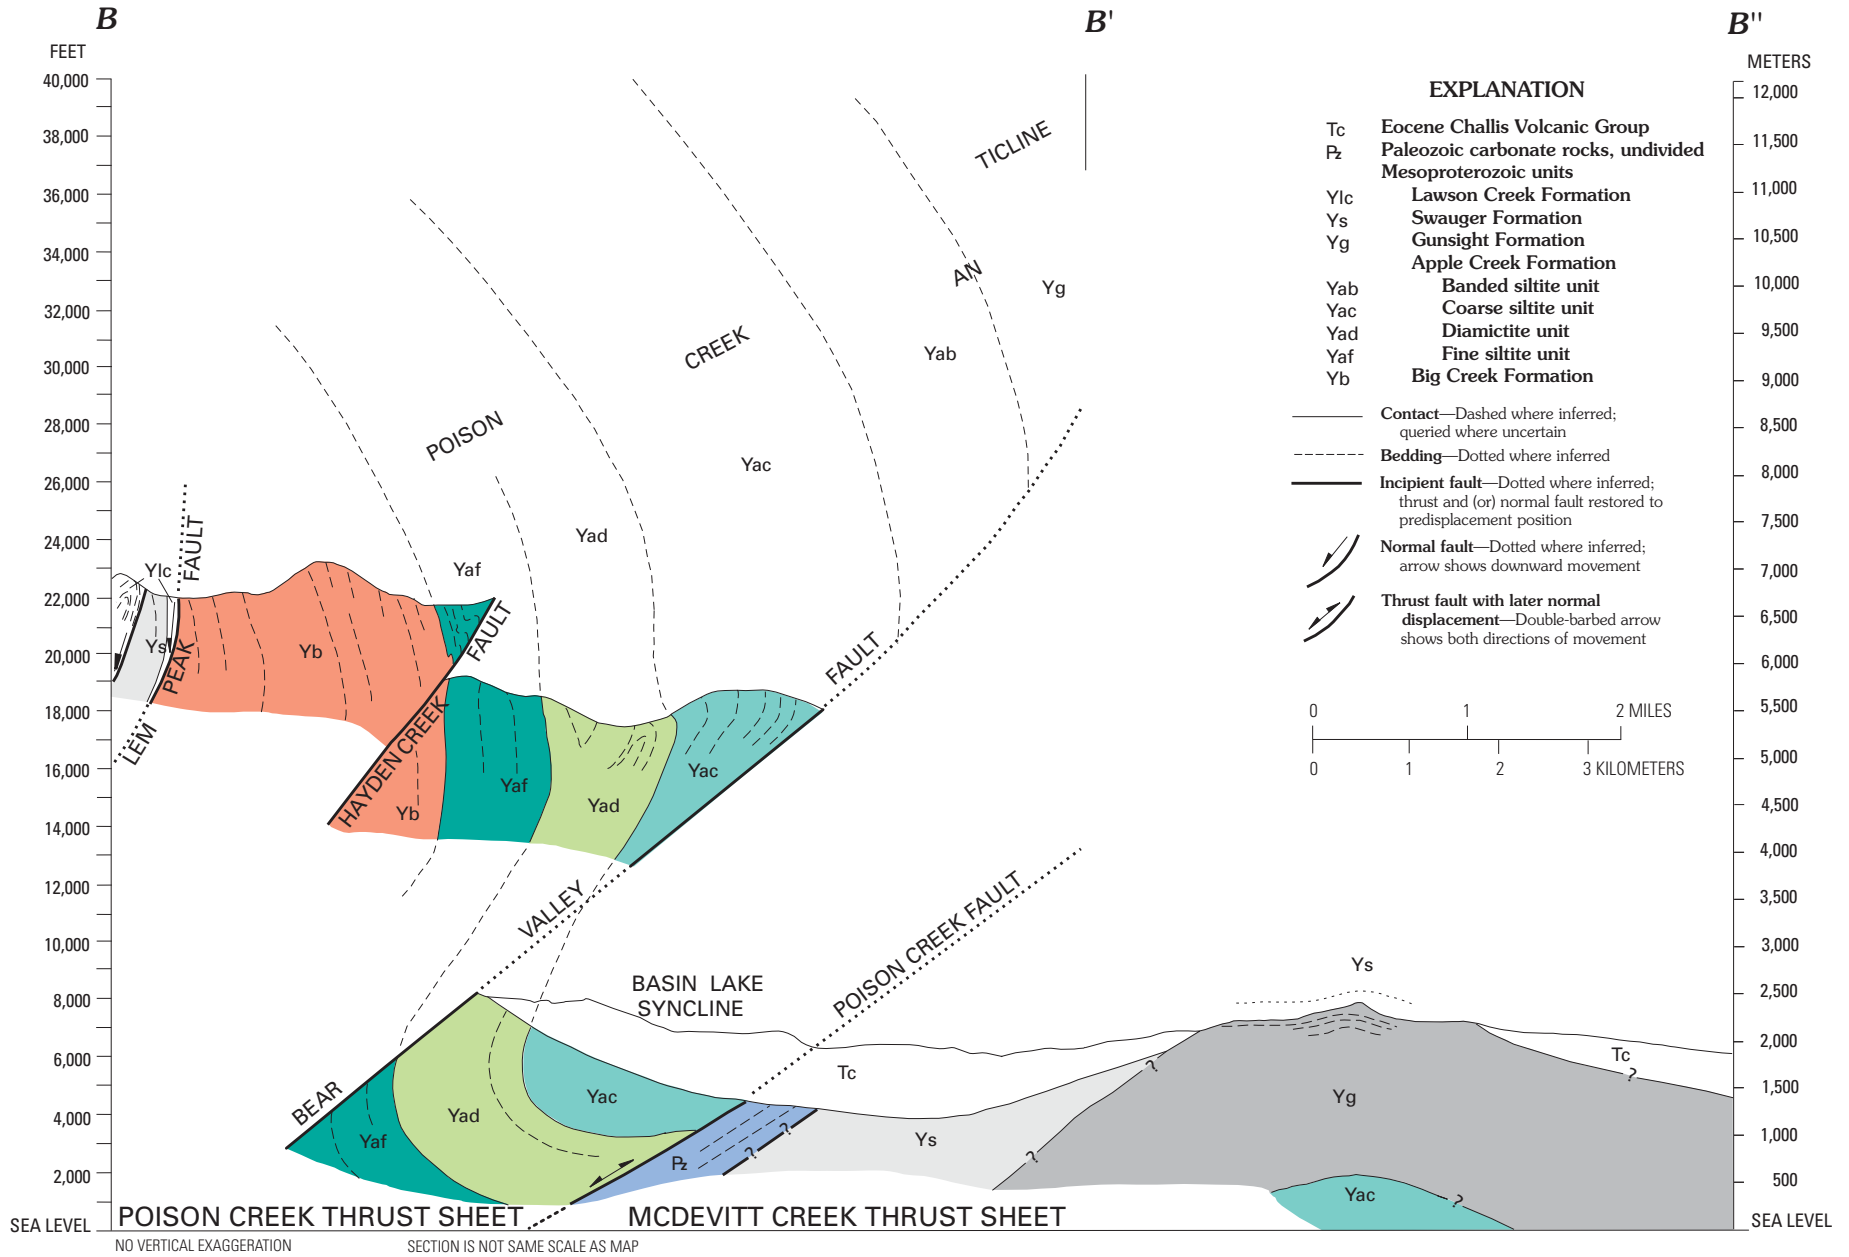 B
B'
B"
FEET
40,000
38,000
36,000
34,000
32,000
30,000
28,000
26,000
24,000
22,000
20,000
18,000
16,000
14,000
12,000
10,000
8,000
6,000
4,000
2,000
SEA LEVEL
METERS
12,000
11,500
11,000
10,500
10,000
9,500
9,000
8,500
8,000
7,500
7,000
6,500
6,000
5,500
5,000
4,500
4,000
3,500
3,000
2,500
2,000
1,500
1,000
500
SEA LEVEL
POISON CREEK AN TICLINE
Yg
Yab
Yac
Yad
Yaf
Ylc
Ys
LEM PEAK FAULT
Yb
HAYDEN CREEK FAULT
Yb
Yaf
Yad
Yac
BEAR VALLEY FAULT
POISON CREEK FAULT
BASIN LAKE
SYNCLINE
Yaf
Yad
Yac
Pz
?
?
Tc
Ys
?
?
Ys
Yg
Tc
?
Yac
?
POISON CREEK THRUST SHEET
MCDEVITT CREEK THRUST SHEET
NO VERTICAL EXAGGERATION
SECTION IS NOT SAME SCALE AS MAP
EXPLANATION
Tc Eocene Challis Volcanic Group
Pz Paleozoic carbonate rocks, undivided
Mesoproterozoic units
Ylc Lawson Creek Formation
Ys Swauger Formation
Yg Gunsight Formation
Apple Creek Formation
Yab Banded siltite unit
Yac Coarse siltite unit
Yad Diamictite unit
Yaf Fine siltite unit
Yb Big Creek Formation
Contact—Dashed where inferred;
queried where uncertain
Bedding—Dotted where inferred
Incipient fault—Dotted where inferred;
thrust and (or) normal fault restored to
predisplacement position
Normal fault—Dotted where inferred;
arrow shows downward movement
Thrust fault with later normal
displacement—Double-barbed arrow
shows both directions of movement
0 1 2 MILES
0 1 2 3 KILOMETERS